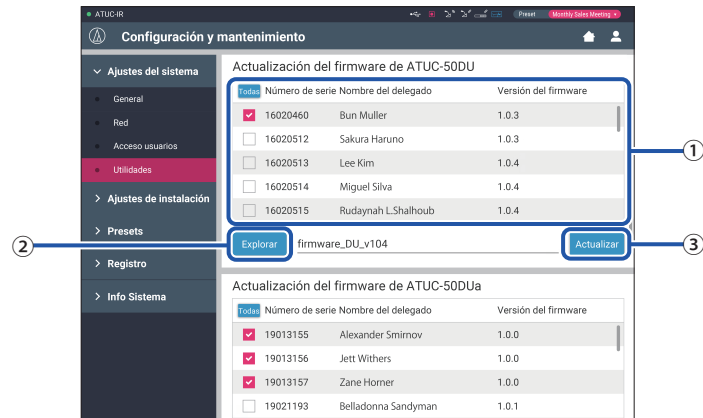 ATUC-IR Preset Monthly Sales Meeting
Configuración y mantenimiento
Ajustes del sistema
General
Red
Acceso usuarios
Utilidades
Ajustes de instalación
Presets
Registro
Info Sistema
Actualización del firmware de ATUC-50DU
Todas Número de serie Nombre del delegado Versión del firmware
16020460 Bun Muller 1.0.3
16020512 Sakura Haruno 1.0.3
16020513 Lee Kim 1.0.4
16020514 Miguel Silva 1.0.4
16020515 Rudaynah L.Shalhoub 1.0.4
①
② Explorar firmware_DU_v104 Actualizar ③
Actualización del firmware de ATUC-50DUa
Todas Número de serie Nombre del delegado Versión del firmware
19013155 Alexander Smirnov 1.0.0
19013156 Jett Withers 1.0.0
19013157 Zane Horner 1.0.0
19021193 Belladonna Sandyman 1.0.1